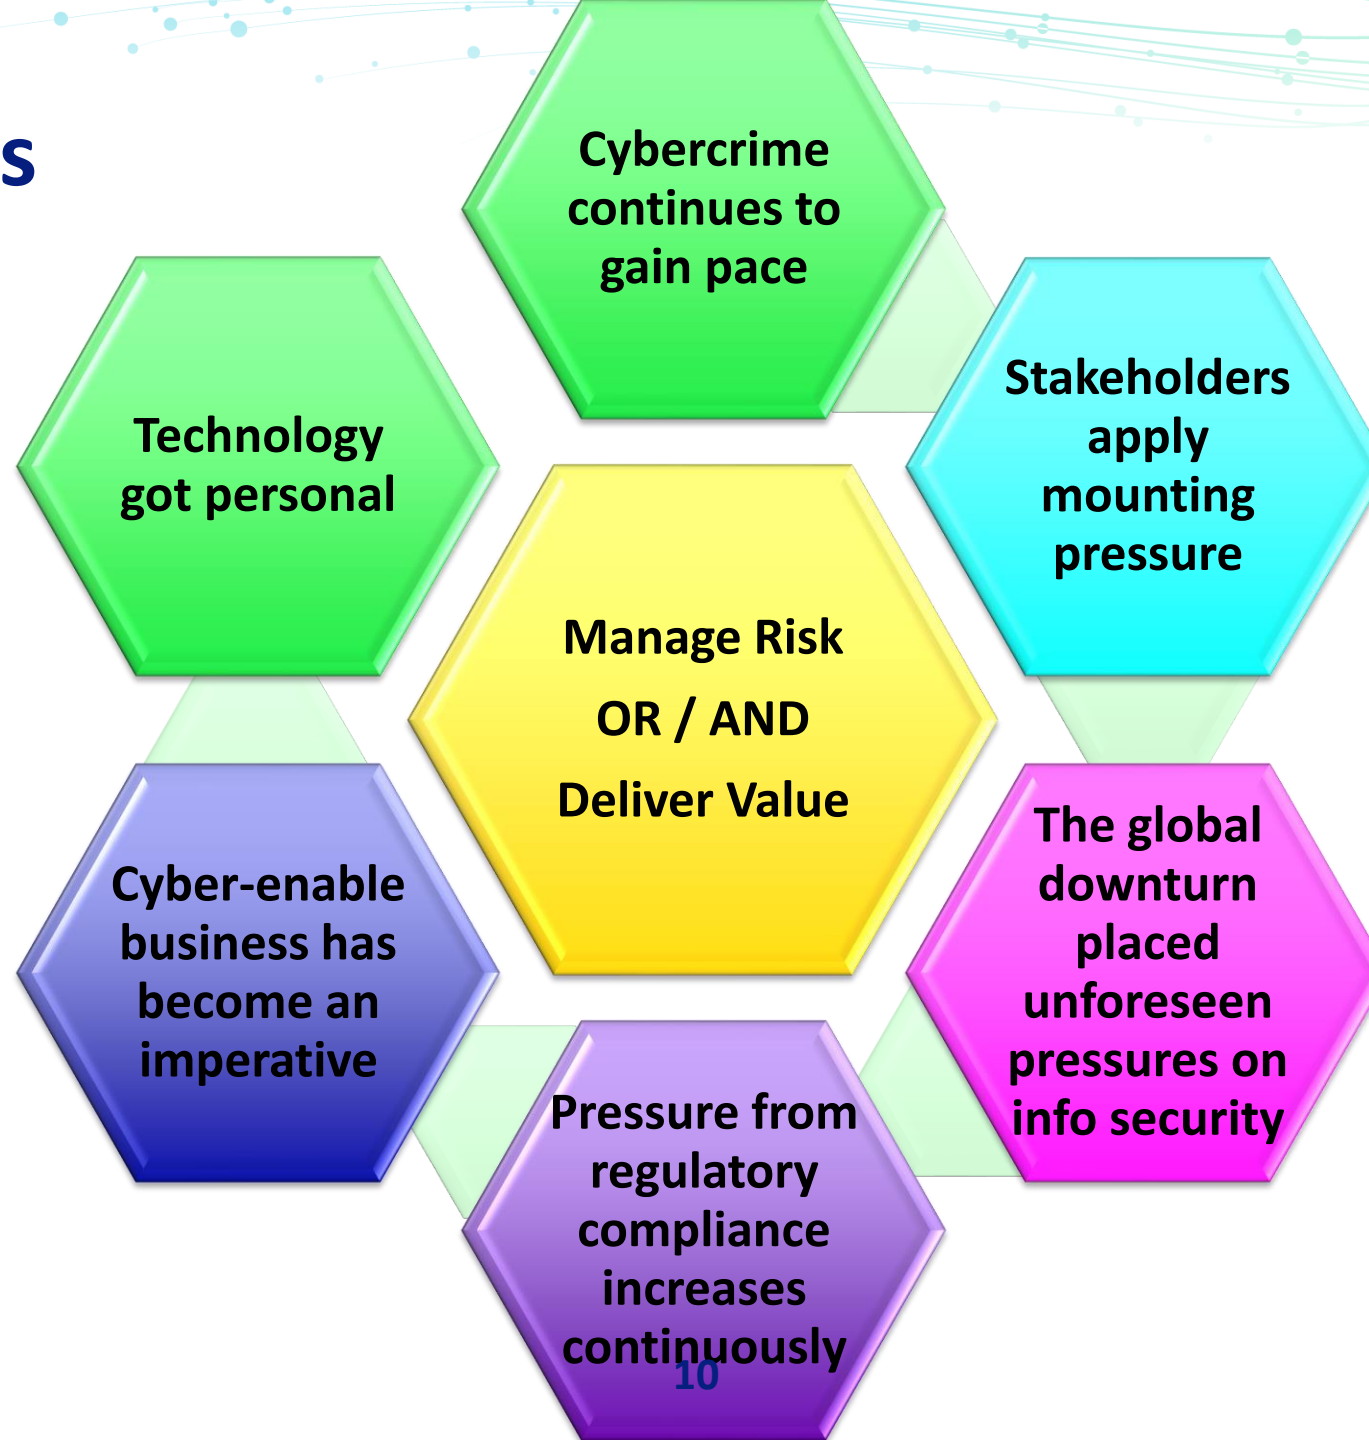 s
Cybercrime
continues to
gain pace
Technology
got personal
Stakeholders
apply
mounting
pressure
Manage Risk
OR / AND
Deliver Value
Cyber-enable
business has
become an
imperative
The global
downturn
placed
unforeseen
pressures on
info security
Pressure from
regulatory
compliance
increases
continuously
10